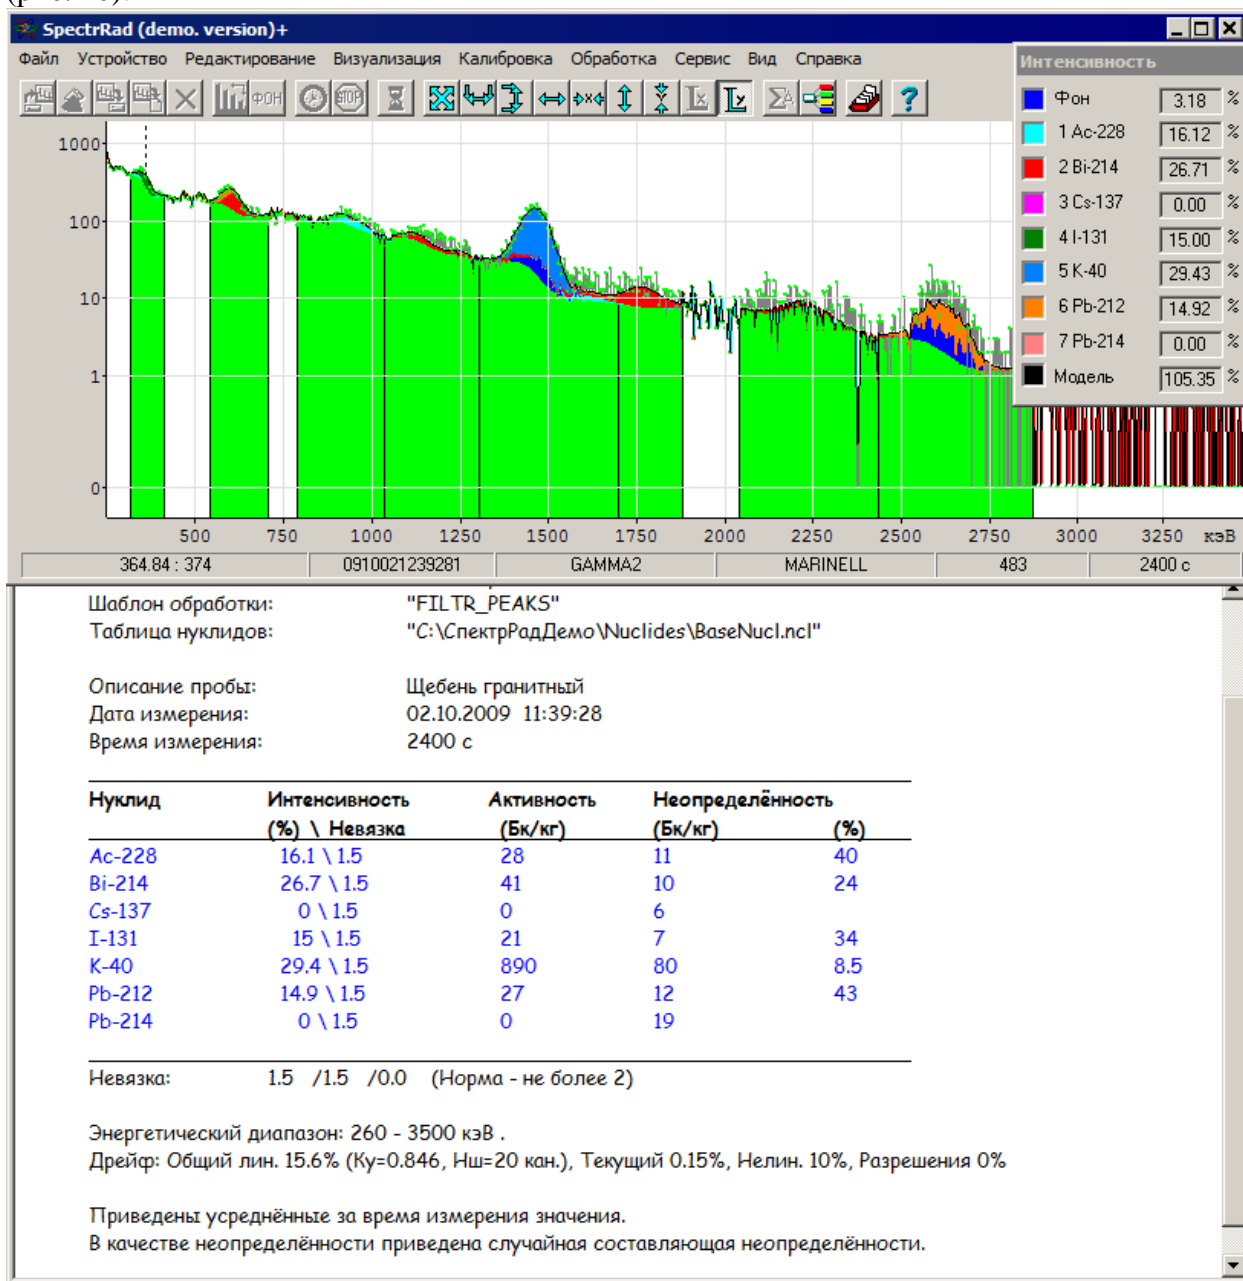 SpectrRad (demo. version)+
Файл Устройство Редактирование Визуализация Калибровка Обработка Сервис Вид Справка
ФОН STOP
Интенсивность
Фон 3.18 %
1 Ac-228 16.12 %
2 Bi-214 26.71 %
3 Cs-137 0.00 %
4 I-131 15.00 %
5 K-40 29.43 %
6 Pb-212 14.92 %
7 Pb-214 0.00 %
Модель 105.35 %
1000
100
10
1
0
500 750 1000 1250 1500 1750 2000 2250 2500 2750 3000 3250 кэВ
364.84 : 374 0910021239281 GAMMA2 MARINELL 483 2400 с
Шаблон обработки: "FILTR_PEAKS"
Таблица нуклидов: "C:\СпектрРадДемо\Nuclides\BaseNucl.ncl"
Описание пробы: Щебень гранитный
Дата измерения: 02.10.2009 11:39:28
Время измерения: 2400 с
Нуклид Интенсивность Активность Неопределённость
(%) \ Невязка (Бк/кг) (Бк/кг) (%)
Ac-228 16.1 \ 1.5 28 11 40
Bi-214 26.7 \ 1.5 41 10 24
Cs-137 0 \ 1.5 0 6
I-131 15 \ 1.5 21 7 34
K-40 29.4 \ 1.5 890 80 8.5
Pb-212 14.9 \ 1.5 27 12 43
Pb-214 0 \ 1.5 0 19
Невязка: 1.5 /1.5 /0.0 (Норма - не более 2)
Энергетический диапазон: 260 - 3500 кэВ .
Дрейф: Общий лин. 15.6% (Ку=0.846, Нш=20 кан.), Текущий 0.15%, Нелин. 10%, Разрешения 0%
Приведены усреднённые за время измерения значения.
В качестве неопределённости приведена случайная составляющая неопределённости.